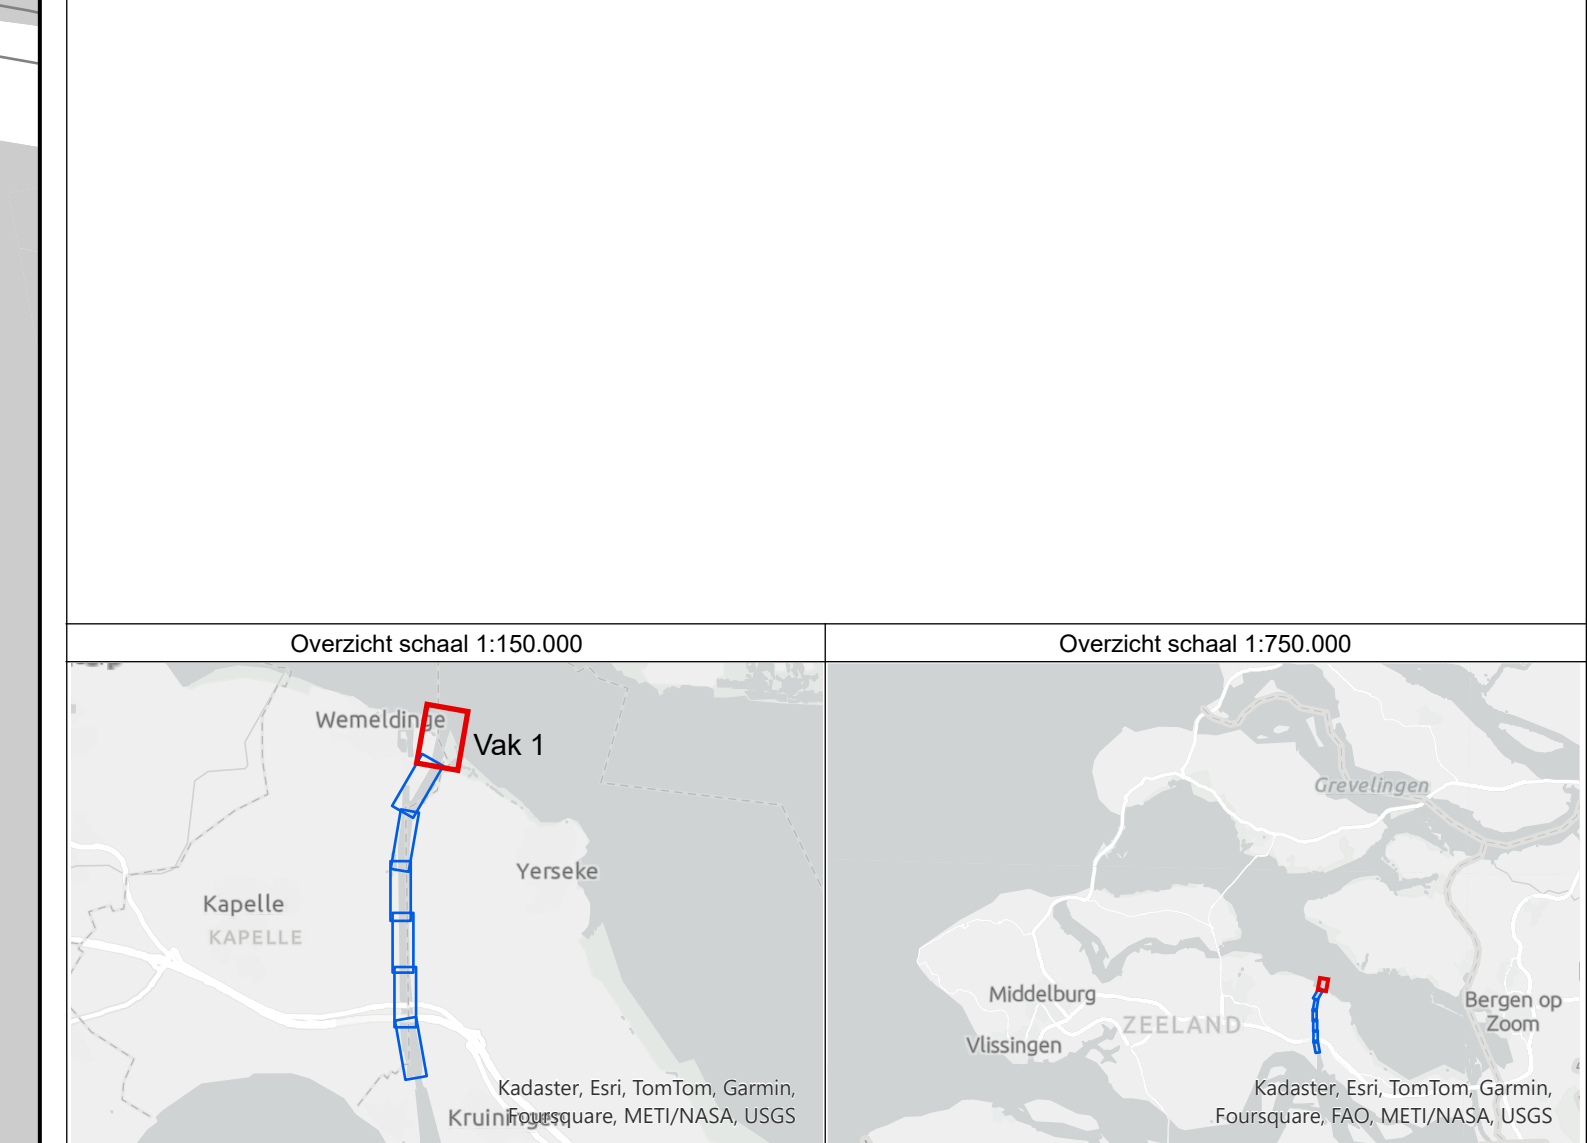 Overzicht schaal 1:150.000
Wemeldinge
Vak 1
Yerseke
Kapelle
KAPELLE
Kruiningen
Kadaster, Esri, TomTom, Garmin,
Foursquare, METI/NASA, USGS
Overzicht schaal 1:750.000
Grevelingen
Middelburg
ZEELAND
Vlissingen
Bergen op
Zoom
Kadaster, Esri, TomTom, Garmin,
Foursquare, FAO, METI/NASA, USGS